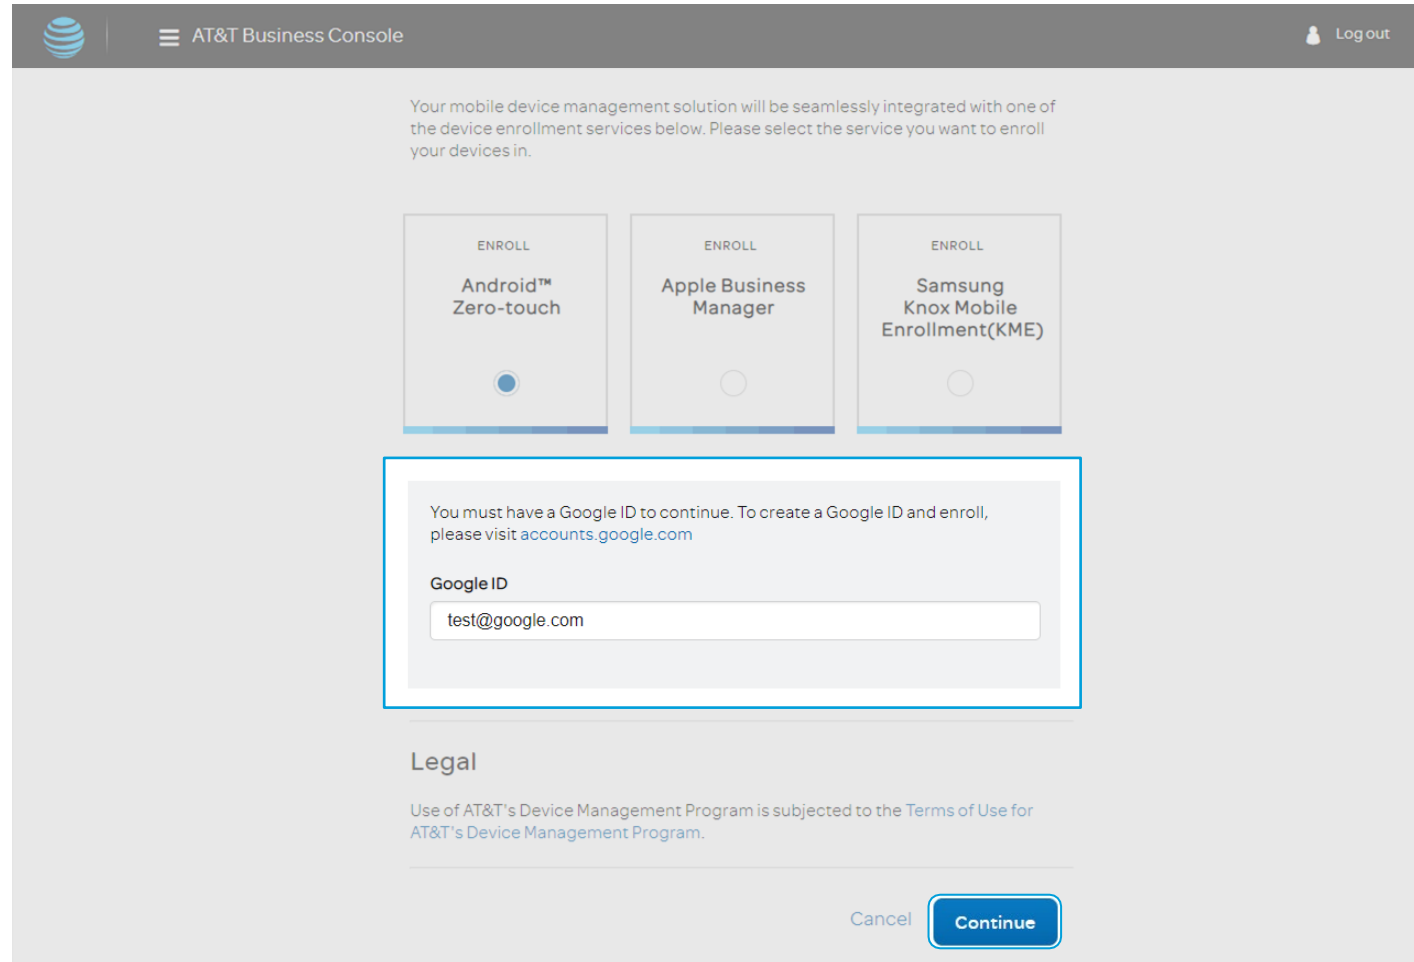 AT&T Business Console
Log out
Your mobile device management solution will be seamlessly integrated with one of
the device enrollment services below. Please select the service you want to enroll
your devices in.
ENROLL
Android™
Zero-touch
ENROLL
Apple Business
Manager
ENROLL
Samsung
Knox Mobile
Enrollment(KME)
You must have a Google ID to continue. To create a Google ID and enroll,
please visit accounts.google.com
Google ID
test@google.com
Legal
Use of AT&T's Device Management Program is subjected to the Terms of Use for
AT&T's Device Management Program.
Cancel
Continue